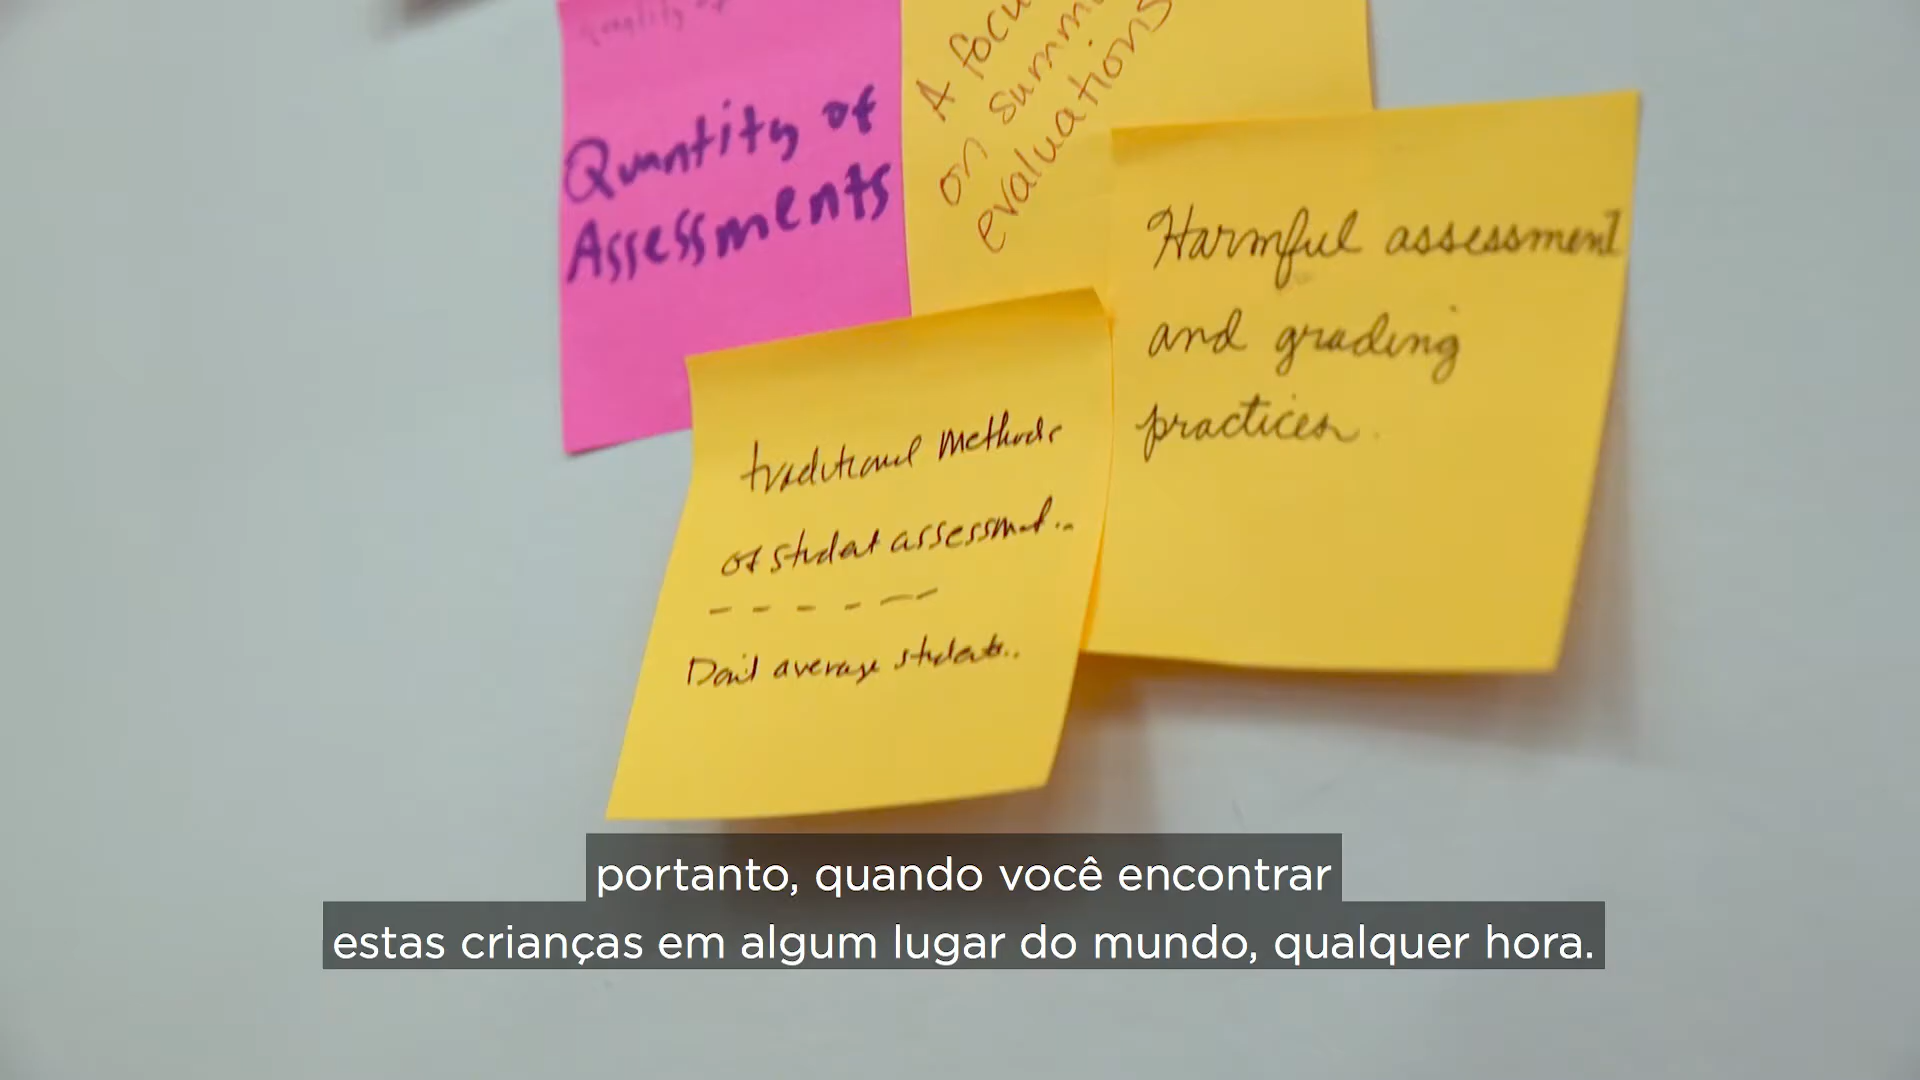 Quantity of
Assessments
A focu
on summ
evaluations
Harmful assessment
and grading
practices.
traditional methods
of student assessment..
Don't average students..
portanto, quando você encontrar
estas crianças em algum lugar do mundo, qualquer hora.